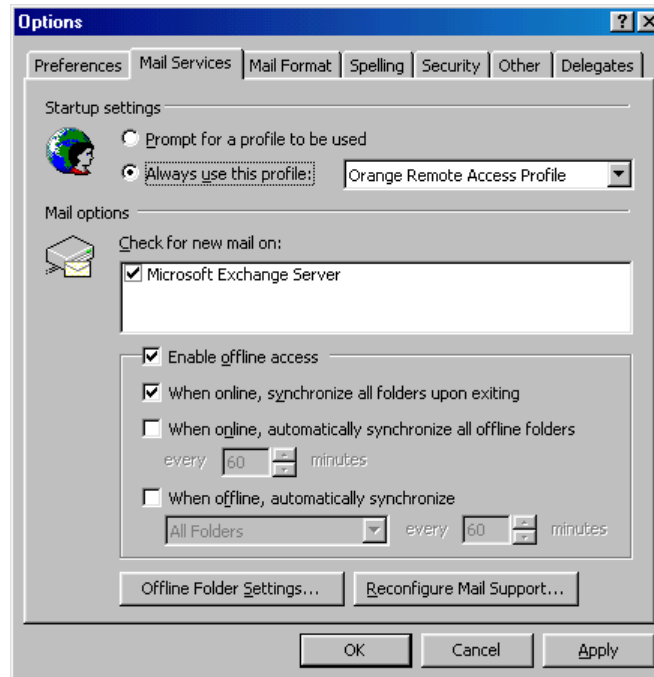 Options
Preferences Mail Services Mail Format Spelling Security Other Delegates
Startup settings
Prompt for a profile to be used
Always use this profile: Orange Remote Access Profile
Mail options
Check for new mail on:
Microsoft Exchange Server
Enable offline access
When online, synchronize all folders upon exiting
When online, automatically synchronize all offline folders
every 60 minutes
When offline, automatically synchronize
All Folders every 60 minutes
Offline Folder Settings... Reconfigure Mail Support...
OK Cancel Apply